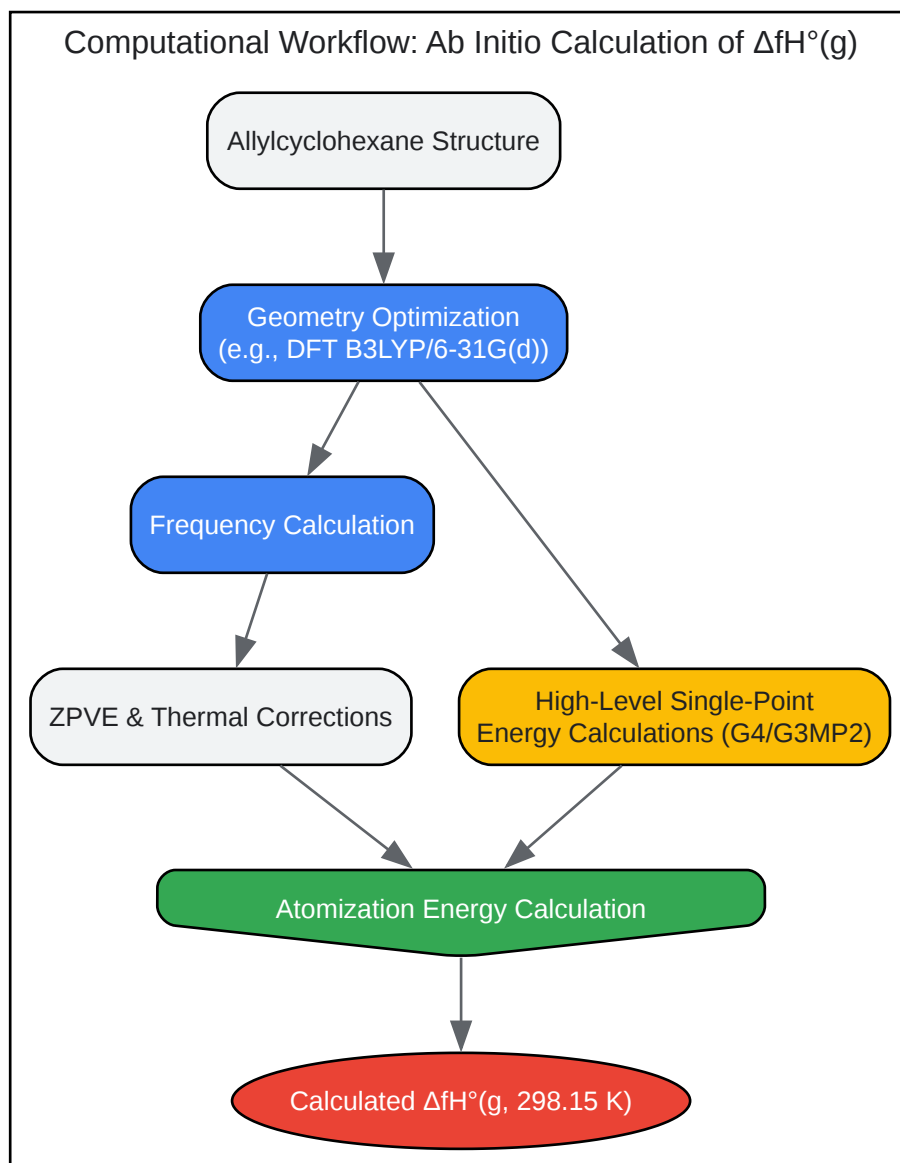 Computational Workflow: Ab Initio Calculation of ΔfH°(g)
Allylcyclohexane Structure
Geometry Optimization
(e.g., DFT B3LYP/6-31G(d))
Frequency Calculation
ZPVE & Thermal Corrections
High-Level Single-Point
Energy Calculations (G4/G3MP2)
Atomization Energy Calculation
Calculated ΔfH°(g, 298.15 K)